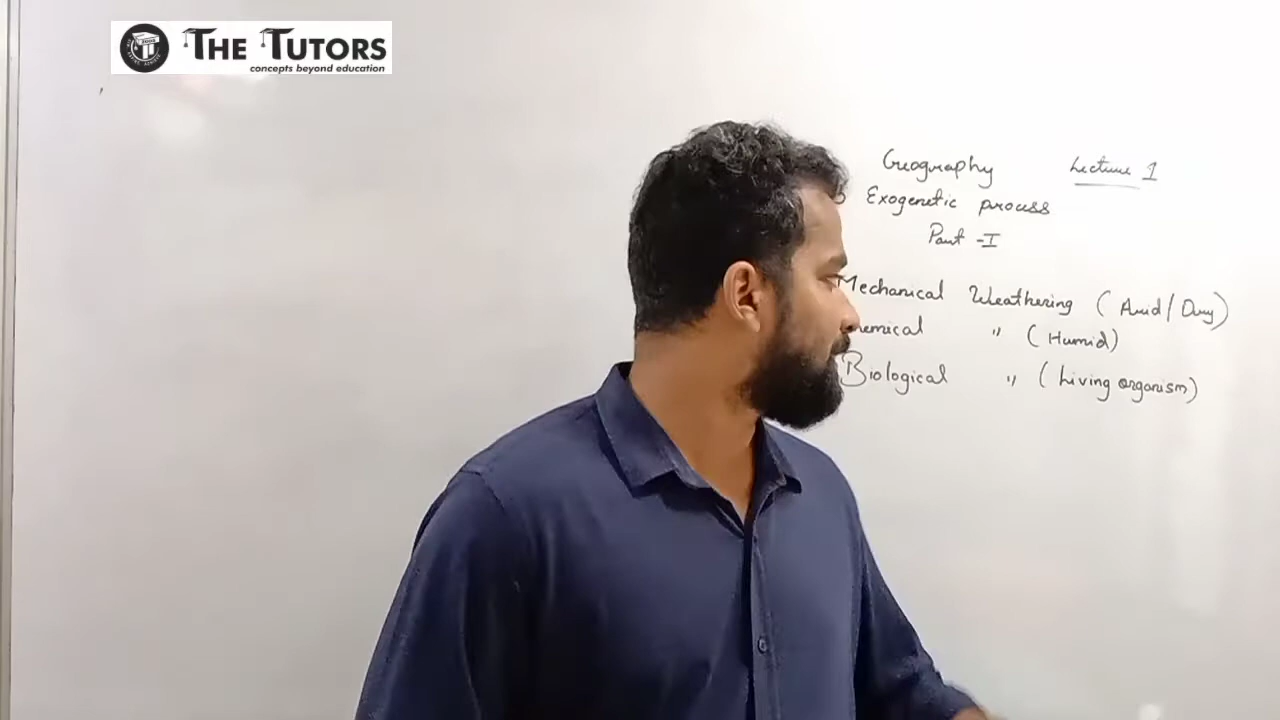 THE TUTORS
concepts beyond education
Geography Lecture 1
Exogenetic process
Part -I
Mechanical Weathering (Arid/Dry)
hemical " (Humid)
Biological " (Living organism)